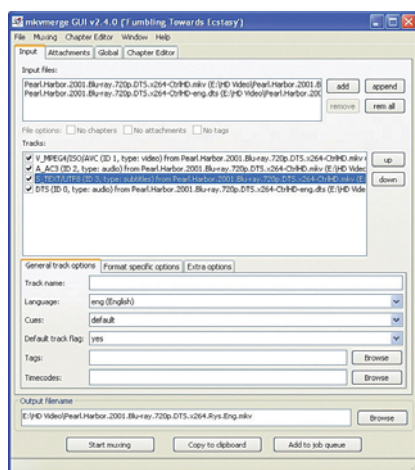 mkvmerge GUI v2.4.0 ('Fumbling Towards Ecstasy')
File Muxing Chapter Editor Window Help
Input Attachments Global Chapter Editor
Input files:
Pearl.Harbor.2001.Blu-ray.720p.DTS.x264-CtrlHD.mkv (E:\HD Video\Pearl.Harbor.2001.B
Pearl.Harbor.2001.Blu-ray.720p.DTS.x264-CtrlHD-eng.dts (E:\HD Video\Pearl.Harbor.200
add append
remove rem all
File options: No chapters No attachments No tags
Tracks:
V_MPEG4/ISO/AVC (ID 1, type: video) from Pearl.Harbor.2001.Blu-ray.720p.DTS.x264-CtrlHD.mkv
A_AC3 (ID 2, type: audio) from Pearl.Harbor.2001.Blu-ray.720p.DTS.x264-CtrlHD.mkv (E:\HD Vide
S_TEXT/UTF8 (ID 3, type: subtitles) from Pearl.Harbor.2001.Blu-ray.720p.DTS.x264-CtrlHD.mkv (E:
DTS (ID 0, type: audio) from Pearl.Harbor.2001.Blu-ray.720p.DTS.x264-CtrlHD-eng.dts (E:\HD Vide
up
down
General track options Format specific options Extra options
Track name:
Language: eng (English)
Cues: default
Default track flag: yes
Tags: Browse
Timecodes: Browse
Output filename
E:\HD Video\Pearl.Harbor.2001.Blu-ray.720p.DTS.x264.Rys.Eng.mkv Browse
Start muxing Copy to clipboard Add to job queue